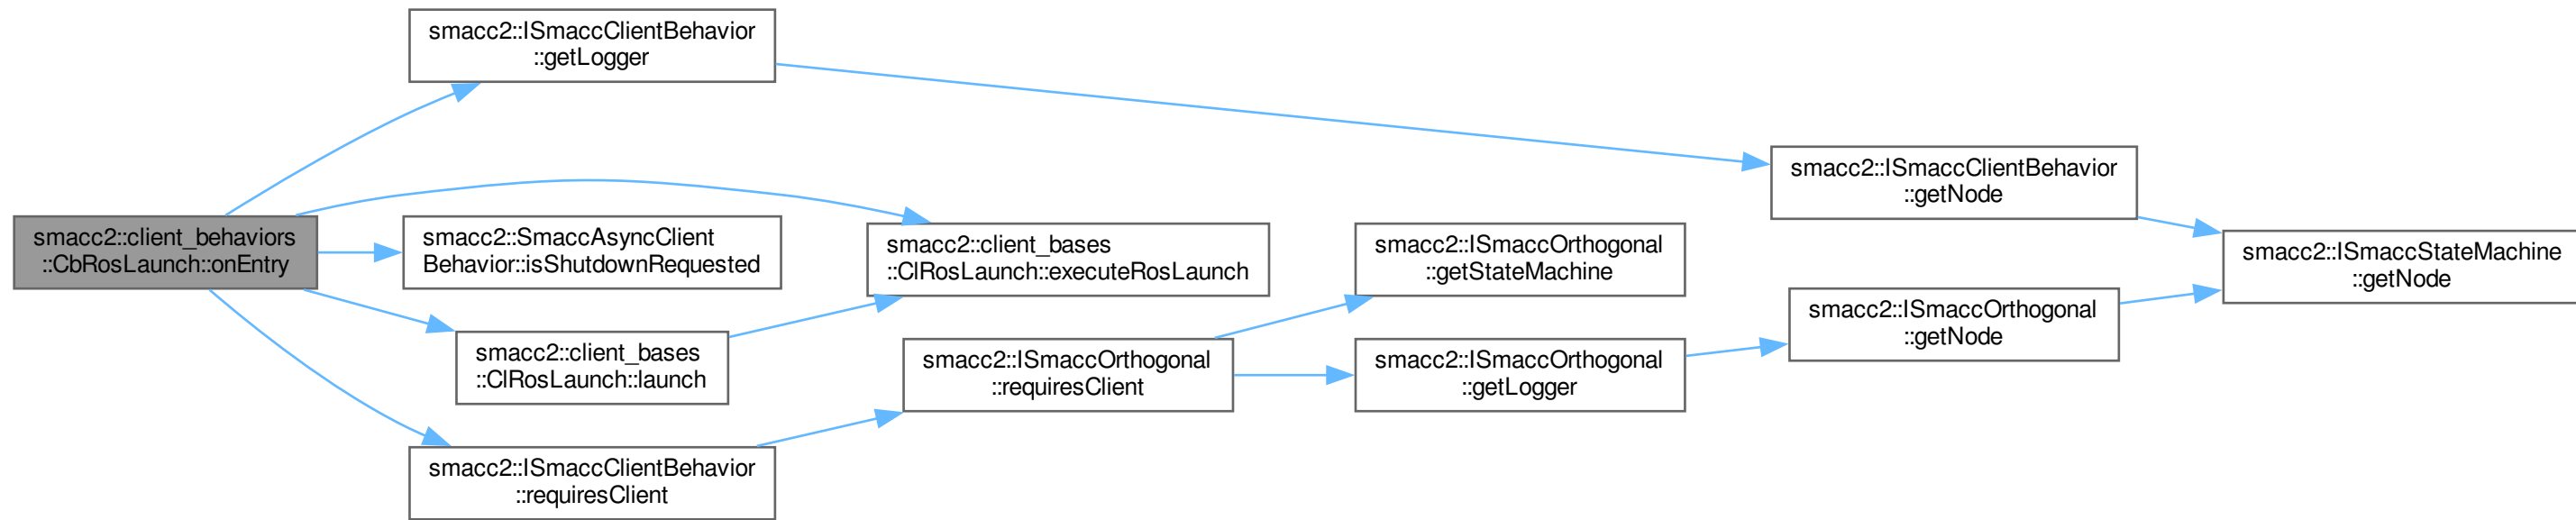 smacc2::client_behaviors
::CbRosLaunch::onEntry
smacc2::ISmaccClientBehavior
::getLogger
smacc2::SmaccAsyncClient
Behavior::isShutdownRequested
smacc2::client_bases
::ClRosLaunch::launch
smacc2::ISmaccClientBehavior
::requiresClient
smacc2::client_bases
::ClRosLaunch::executeRosLaunch
smacc2::ISmaccOrthogonal
::requiresClient
smacc2::ISmaccOrthogonal
::getStateMachine
smacc2::ISmaccOrthogonal
::getLogger
smacc2::ISmaccClientBehavior
::getNode
smacc2::ISmaccOrthogonal
::getNode
smacc2::ISmaccStateMachine
::getNode